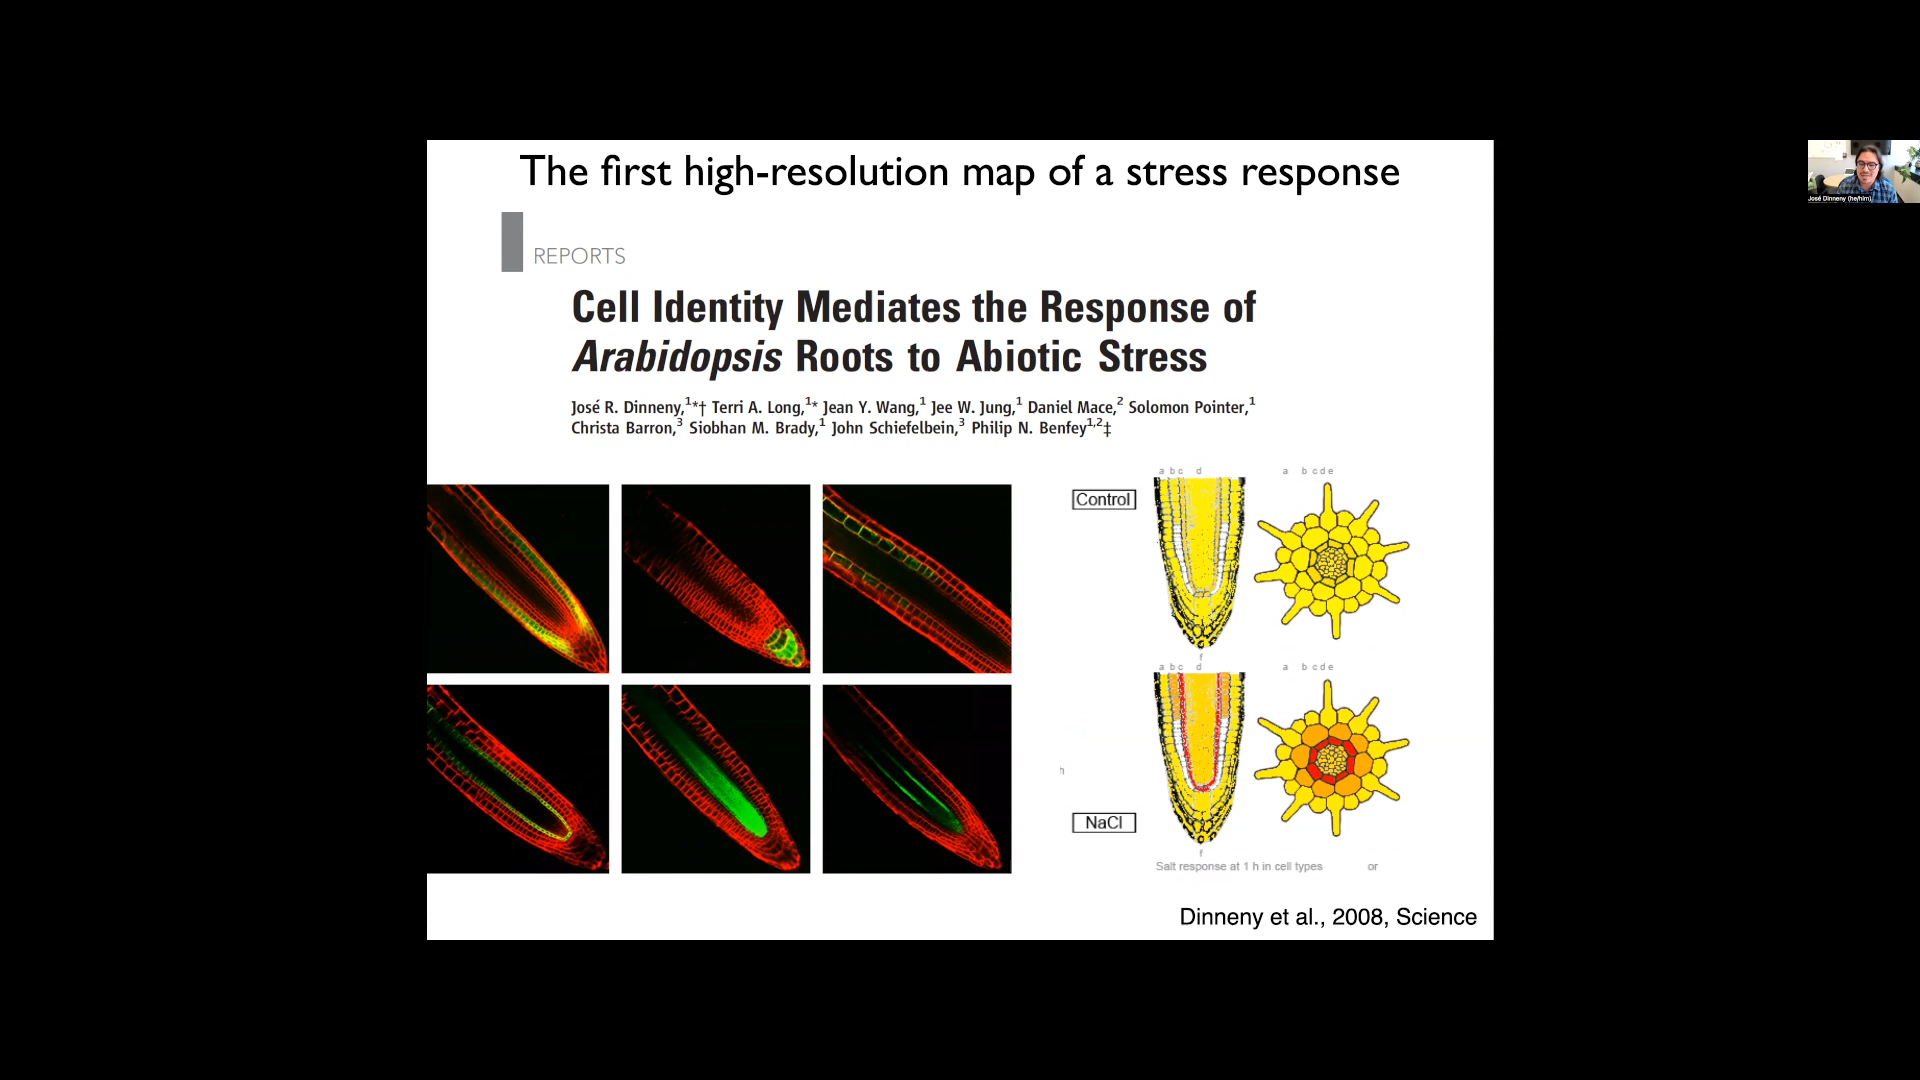 The first high-resolution map of a stress response
REPORTS
Cell Identity Mediates the Response of
Arabidopsis Roots to Abiotic Stress
José R. Dinneny,1*† Terri A. Long,1* Jean Y. Wang,1 Jee W. Jung,1 Daniel Mace,2 Solomon Pointer,1
Christa Barron,3 Siobhan M. Brady,1 John Schiefelbein,3 Philip N. Benfey1,2‡
a b c d
a b c d e
Control
f
a b c d
a b c d e
h
NaCl
f
Salt response at 1 h in cell types or
Dinneny et al., 2008, Science
José Dinneny (he/him)